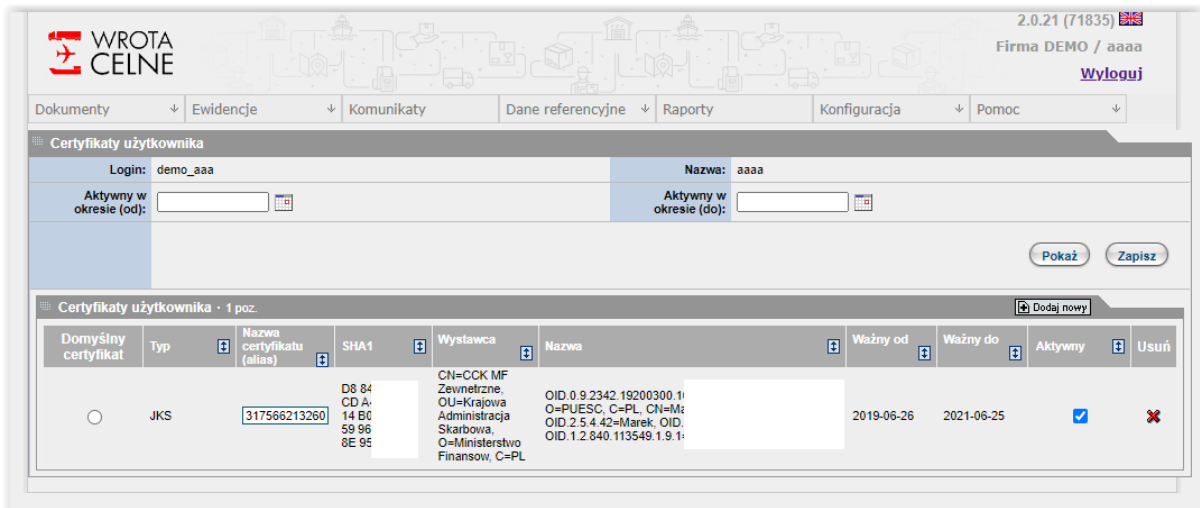 2.0.21 (71835)
WROTA
CELNE
Firma DEMO / aaaa
Wyloguj
Dokumenty Ewidencje Komunikaty Dane referencyjne Raporty Konfiguracja Pomoc
Certyfikaty użytkownika
Login: demo_aaa Nazwa: aaaa
Aktywny w
okresie (od):
Aktywny w
okresie (do):
Pokaż Zapisz
Certyfikaty użytkownika · 1 poz. Dodaj nowy
Domyślny
certyfikat
Typ
Nazwa
certyfikatu
(alias)
SHA1
Wystawca
Nazwa
Ważny od
Ważny do
Aktywny
Usuń
JKS
317566213260
D8 84
CD A
14 B0
59 96
8E 95
CN=CCK MF
Zewnetrzne,
OU=Krajowa
Administracja
Skarbowa,
O=Ministerstwo
Finansow, C=PL
OID.0.9.2342.19200300.1
O=PUESC, C=PL, CN=Ma
OID.2.5.4.42=Marek, OID.
OID.1.2.840.113549.1.9.1=
2019-06-26
2021-06-25